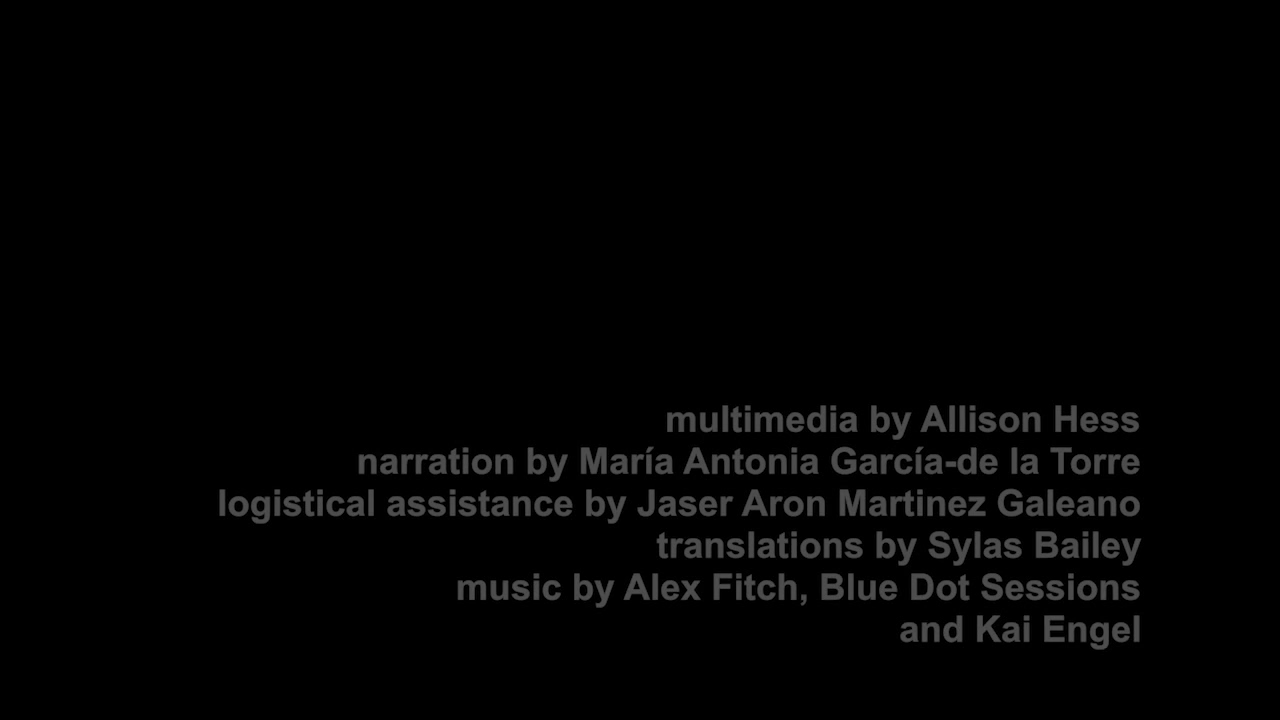 multimedia by Allison Hess
narration by María Antonia García-de la Torre
logistical assistance by Jaser Aron Martinez Galeano
translations by Sylas Bailey
music by Alex Fitch, Blue Dot Sessions
and Kai Engel